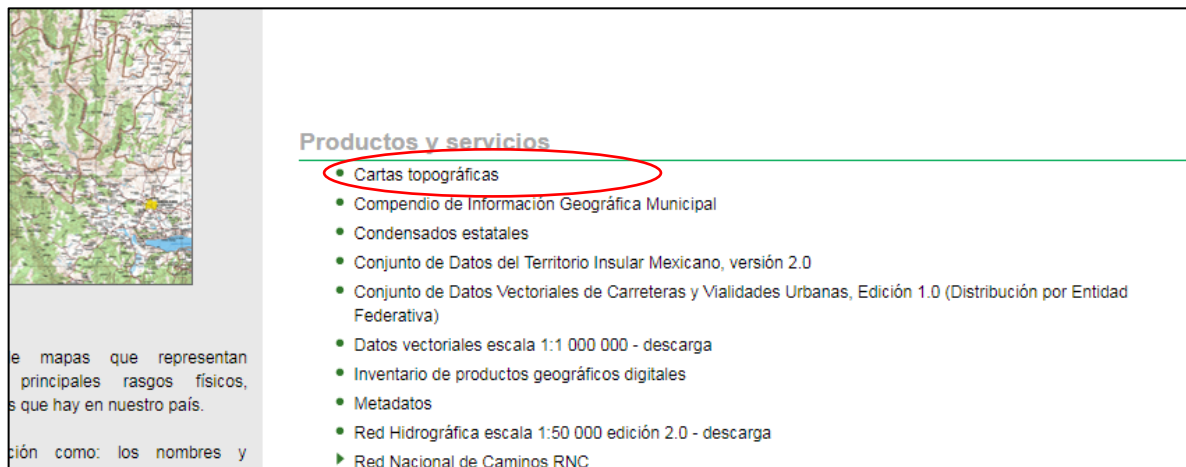 Productos y servicios
Cartas topográficas
Compendio de Información Geográfica Municipal
Condensados estatales
Conjunto de Datos del Territorio Insular Mexicano, versión 2.0
Conjunto de Datos Vectoriales de Carreteras y Vialidades Urbanas, Edición 1.0 (Distribución por Entidad
Federativa)
Datos vectoriales escala 1:1 000 000 - descarga
Inventario de productos geográficos digitales
Metadatos
Red Hidrográfica escala 1:50 000 edición 2.0 - descarga
Red Nacional de Caminos RNC
e mapas que representan
principales rasgos físicos,
s que hay en nuestro país.
ción como: los nombres y